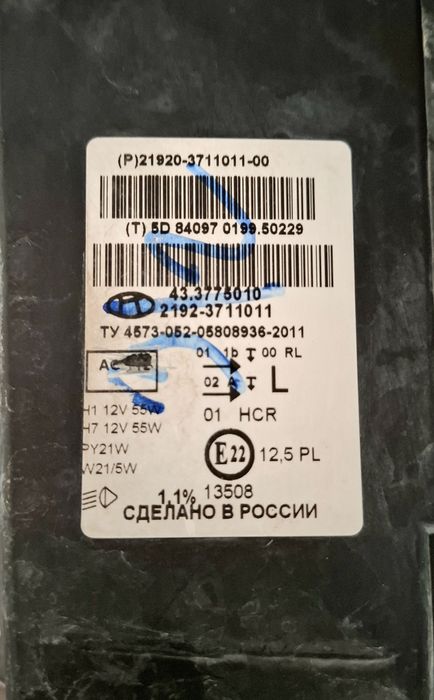 (P)21920-3711011-00
(T) 5D 84097 0199.50229
43.3775010
2192-3711011
ТУ 4573-052-05808936-2011
AC
01 1b 00 RL
02 A L
H1 12V 55W
H7 12V 55W
PY21W
W21/5W
01 HCR
E22 12,5 PL
1,1% 13508
СДЕЛАНО В РОССИИ